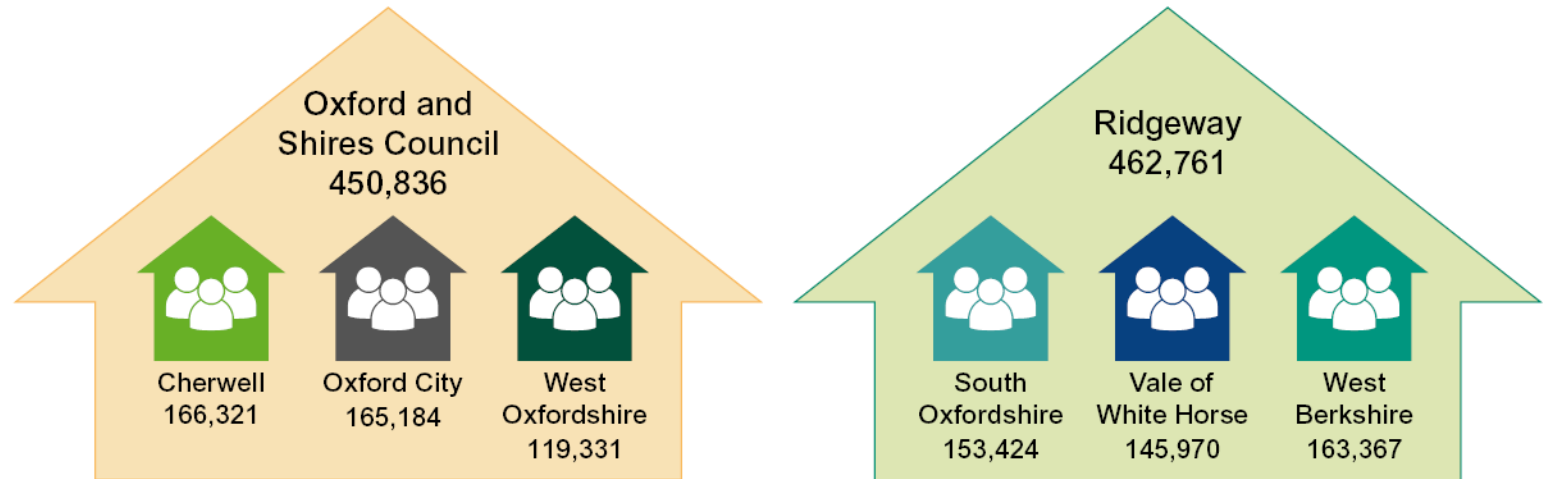 Oxford and
Shires Council
450,836
Cherwell
166,321
Oxford City
165,184
West
Oxfordshire
119,331
Ridgeway
462,761
South
Oxfordshire
153,424
Vale of
White Horse
145,970
West
Berkshire
163,367